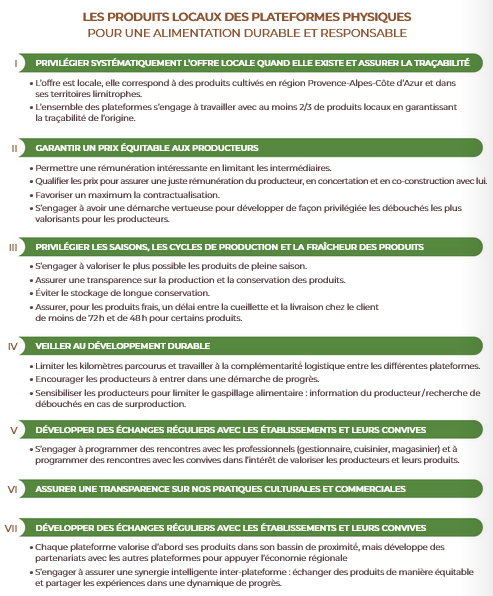 LES PRODUITS LOCAUX DES PLATEFORMES PHYSIQUES
POUR UNE ALIMENTATION DURABLE ET RESPONSABLE
I PRIVILÉGIER SYSTÉMATIQUEMENT L'OFFRE LOCALE QUAND ELLE EXISTE ET ASSURER LA TRAÇABILITÉ
• L'offre est locale, elle correspond à des produits cultivés en région Provence-Alpes-Côte d'Azur et dans
ses territoires limitrophes.
• L'ensemble des plateformes s'engage à travailler avec au moins 2/3 de produits locaux en garantissant
la traçabilité de l'origine.
II GARANTIR UN PRIX ÉQUITABLE AUX PRODUCTEURS
• Permettre une rémunération intéressante en limitant les intermédiaires.
• Qualifier les prix pour assurer une juste rémunération du producteur, en concertation et en co-construction avec lui.
• Favoriser un maximum la contractualisation.
• S'engager à avoir une démarche vertueuse pour développer de façon privilégiée les débouchés les plus
valorisants pour les producteurs.
III PRIVILÉGIER LES SAISONS, LES CYCLES DE PRODUCTION ET LA FRAÎCHEUR DES PRODUITS
• S'engager à valoriser le plus possible les produits de pleine saison.
• Assurer une transparence sur la production et la conservation des produits.
• Éviter le stockage de longue conservation.
• Assurer, pour les produits frais, un délai entre la cueillette et la livraison chez le client
de moins de 72h et de 48h pour certains produits.
IV VEILLER AU DÉVELOPPEMENT DURABLE
• Limiter les kilomètres parcourus et travailler à la complémentarité logistique entre les différentes plateformes.
• Encourager les producteurs à entrer dans une démarche de progrès.
• Sensibiliser les producteurs pour limiter le gaspillage alimentaire : information du producteur/recherche de
débouchés en cas de surproduction.
V DÉVELOPPER DES ÉCHANGES RÉGULIERS AVEC LES ÉTABLISSEMENTS ET LEURS CONVIVES
• S'engager à programmer des rencontres avec les professionnels (gestionnaire, cuisinier, magasinier) et à
programmer des rencontres avec les convives dans l'intérêt de valoriser les producteurs et leurs produits.
VI ASSURER UNE TRANSPARENCE SUR NOS PRATIQUES CULTURALES ET COMMERCIALES
VII DÉVELOPPER DES ÉCHANGES RÉGULIERS AVEC LES ÉTABLISSEMENTS ET LEURS CONVIVES
• Chaque plateforme valorise d'abord ses produits dans son bassin de proximité, mais développe des
partenariats avec les autres plateformes pour appuyer l'économie régionale
• S'engager à assurer une synergie intelligente inter-plateforme : échanger des produits de manière équitable
et partager les expériences dans une dynamique de progrès.